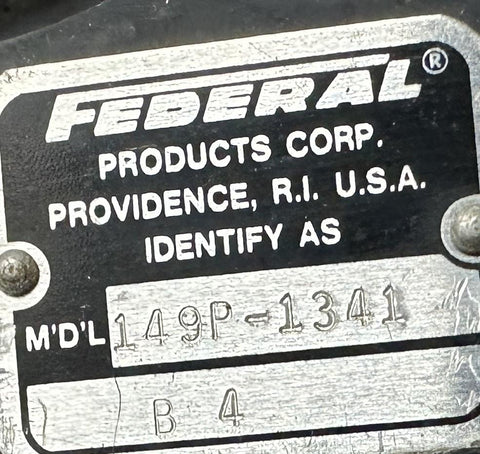 FEDERAL®
PRODUCTS CORP.
PROVIDENCE, R.I. U.S.A.
IDENTIFY AS
M'D'L 149P-1341
B 4